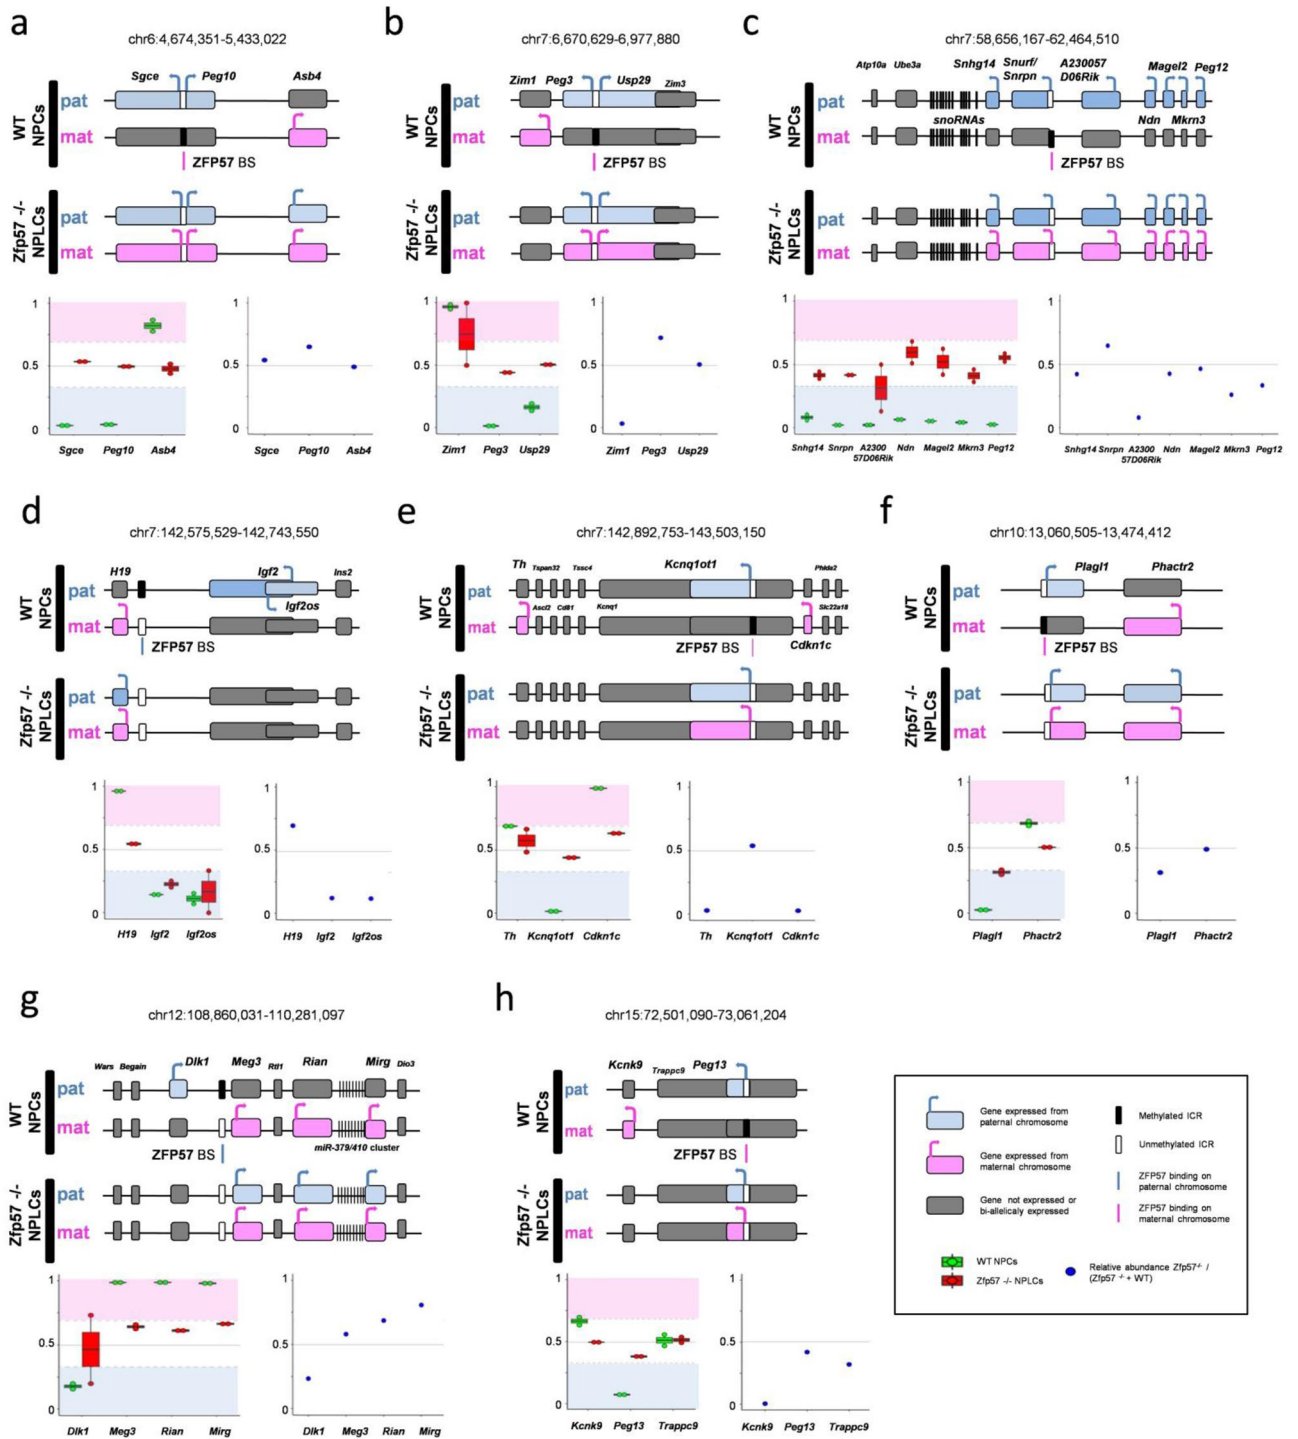 a
chr6:4,674,351-5,433,022
Sgce
Peg10
Asb4
WT
NPCs
pat
mat
ZFP57 BS
Zfp57 -/-
NPLCs
pat
mat
1
0.5
0
Sgce Peg10 Asb4
1
0.5
0
Sgce Peg10 Asb4
b
chr7:6,670,629-6,977,880
Zim1 Peg3 Usp29 Zim3
WT
NPCs
pat
mat
ZFP57 BS
Zfp57 -/-
NPLCs
pat
mat
1
0.5
0
Zim1 Peg3 Usp29
1
0.5
0
Zim1 Peg3 Usp29
c
chr7:58,656,167-62,464,510
Atp10a Ube3a
Snhg14
Snurf/
Snrpn
A230057
D06Rik
Magel2
Peg12
WT
NPCs
pat
mat
snoRNAs
Ndn Mkrn3
ZFP57 BS
Zfp57 -/-
NPLCs
pat
mat
1
0.5
0
Snhg14 Snrpn A2300 Ndn Magel2 Mkrn3 Peg12
57D06Rik
1
0.5
0
Snhg14 Snrpn A2300 Ndn Magel2 Mkrn3 Peg12
57D06Rik
d
chr7:142,575,529-142,743,550
H19
Igf2
Ins2
Igf2os
WT
NPCs
pat
mat
ZFP57 BS
Zfp57 -/-
NPLCs
pat
mat
1
0.5
0
H19 Igf2 Igf2os
1
0.5
0
H19 Igf2 Igf2os
e
chr7:142,892,753-143,503,150
Th Tspan32 Tssc4 Kcnq1ot1 Phlda2
WT
NPCs
pat
mat
Ascl2 Cd81 Kcnq1 Slc22a18
ZFP57 BS
Cdkn1c
Zfp57 -/-
NPLCs
pat
mat
1
0.5
0
Th Kcnq1ot1 Cdkn1c
1
0.5
0
Th Kcnq1ot1 Cdkn1c
f
chr10:13,060,505-13,474,412
Plagl1 Phactr2
WT
NPCs
pat
mat
ZFP57 BS
Zfp57 -/-
NPLCs
pat
mat
1
0.5
0
Plagl1 Phactr2
1
0.5
0
Plagl1 Phactr2
g
chr12:108,860,031-110,281,097
Wars Begain Dlk1 Meg3 Rtl1 Rian Mirg Dio3
WT
NPCs
pat
mat
ZFP57 BS
miR-379/410 cluster
Zfp57 -/-
NPLCs
pat
mat
1
0.5
0
Dlk1 Meg3 Rian Mirg
1
0.5
0
Dlk1 Meg3 Rian Mirg
h
chr15:72,501,090-73,061,204
Kcnk9 Trappc9 Peg13
WT
NPCs
pat
mat
ZFP57 BS
Zfp57 -/-
NPLCs
pat
mat
1
0.5
0
Kcnk9 Peg13 Trappc9
1
0.5
0
Kcnk9 Peg13 Trappc9
Gene expressed from
paternal chromosome
Gene expressed from
maternal chromosome
Gene not expressed or
bi-allelicaly expressed
Methylated ICR
Unmethylated ICR
ZFP57 binding on
paternal chromosome
ZFP57 binding on
maternal chromosome
WT NPCs
Zfp57 -/- NPLCs
Relative abundance Zfp57-/- /
(Zfp57 -/- + WT)